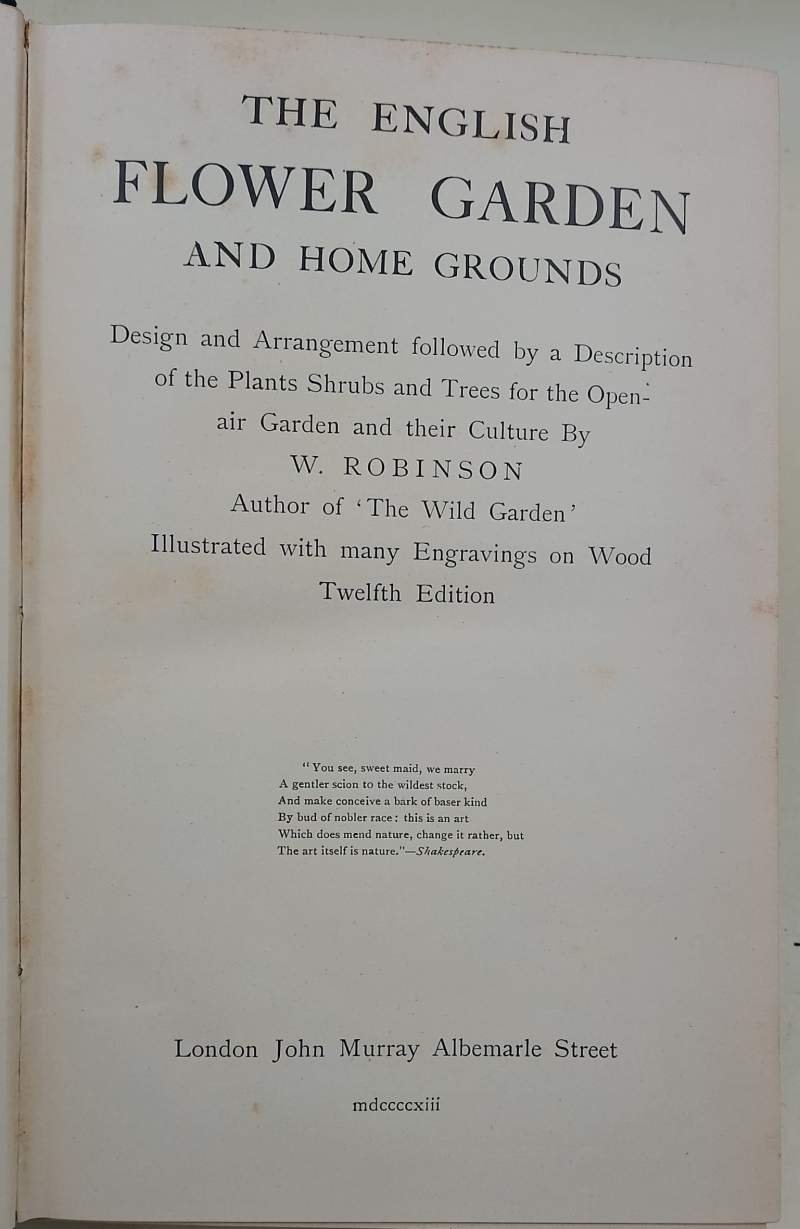 THE ENGLISH
FLOWER GARDEN
AND HOME GROUNDS
Design and Arrangement followed by a Description
of the Plants Shrubs and Trees for the Open-
air Garden and their Culture By
W. ROBINSON
Author of ‘The Wild Garden’
Illustrated with many Engravings on Wood
Twelfth Edition
“You see, sweet maid, we marry
A gentler scion to the wildest stock,
And make conceive a bark of baser kind
By bud of nobler race: this is an art
Which does mend nature, change it rather, but
The art itself is nature.”—Shakespeare.
London John Murray Albemarle Street
mdccccxiii